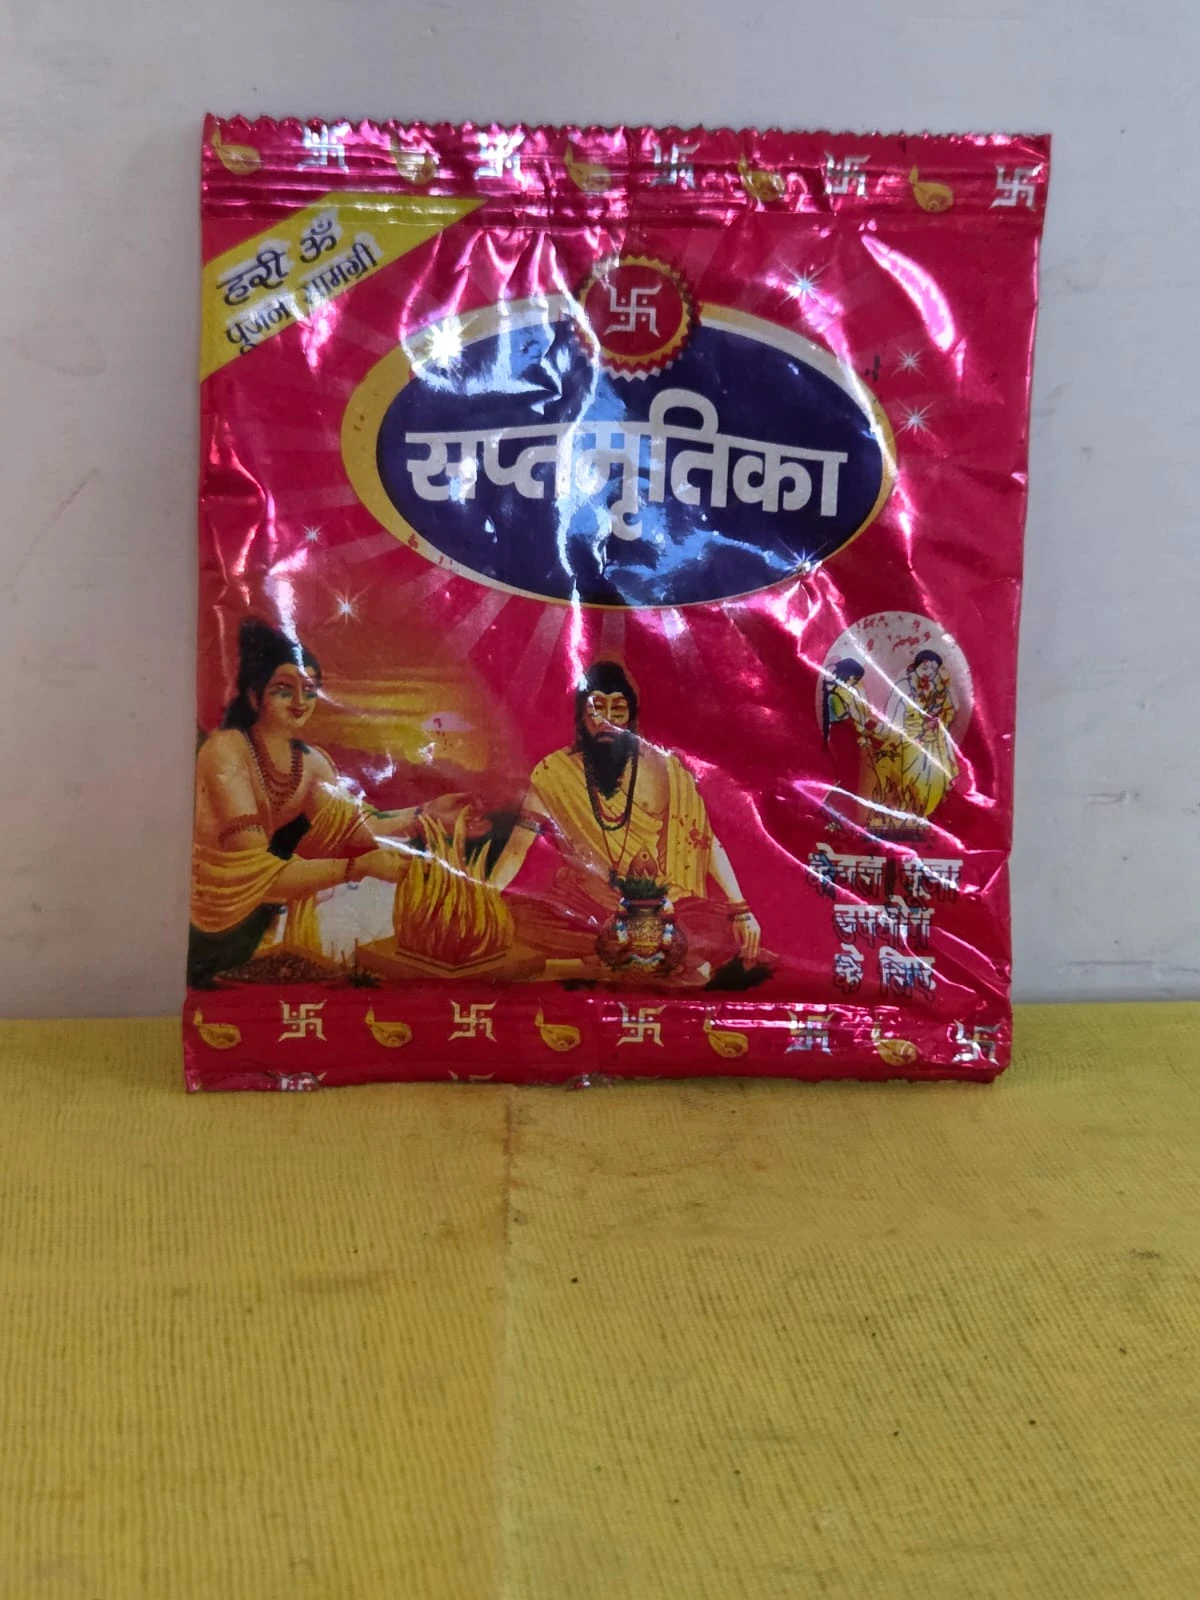 हरी ॐ
पूजन सामग्री
सप्तमृतिका
केवल पूजा
उपयोग
के लिए